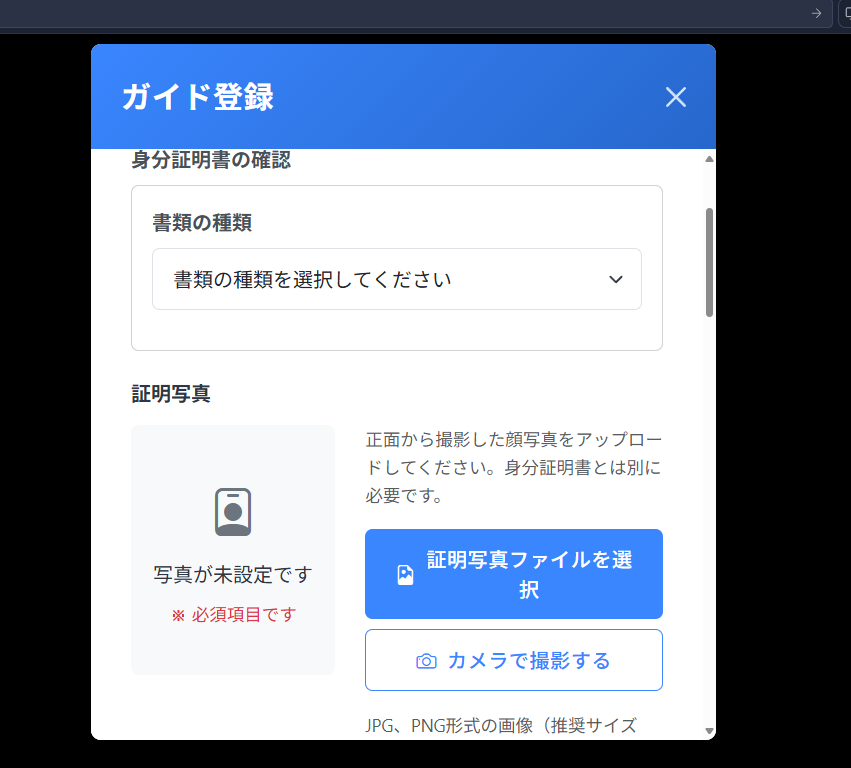 ガイド登録
身分証明書の確認
書類の種類
書類の種類を選択してください
証明写真
正面から撮影した顔写真をアップロー
ドしてください。身分証明書とは別に
必要です。
写真が未設定です
※ 必須項目です
証明写真ファイルを選
択
カメラで撮影する
JPG、PNG形式の画像（推奨サイズ